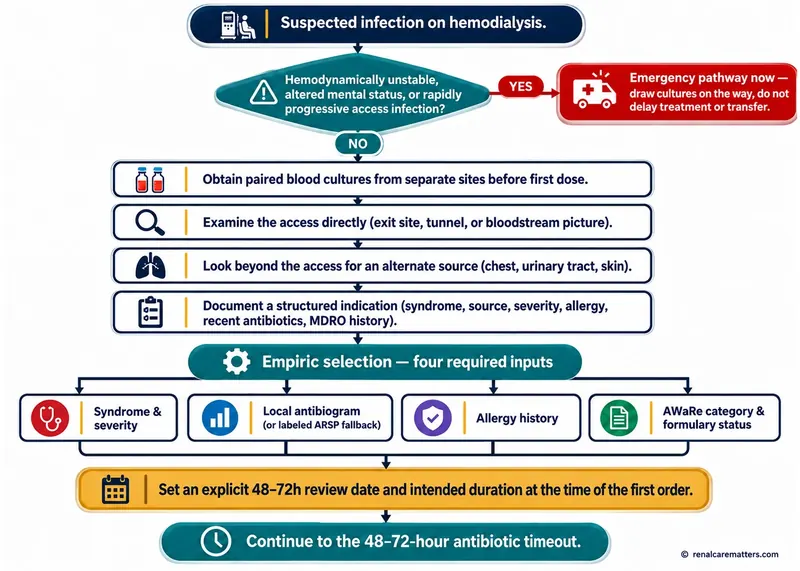 Suspected infection on hemodialysis.
Hemodynamically unstable,
altered mental status, or rapidly
progressive access infection?
YES
Emergency pathway now —
draw cultures on the way, do not
delay treatment or transfer.
NO
Obtain paired blood cultures from separate sites before first dose.
Examine the access directly (exit site, tunnel, or bloodstream picture).
Look beyond the access for an alternate source (chest, urinary tract, skin).
Document a structured indication (syndrome, source, severity, allergy,
recent antibiotics, MDRO history).
Empiric selection — four required inputs
Syndrome &
severity
Local antibiogram
(or labeled ARSP fallback)
Allergy history
AWaRe category &
formulary status
Set an explicit 48–72h review date and intended duration at the time of the first order.
Continue to the 48–72-hour antibiotic timeout.
© renalcarematters.com